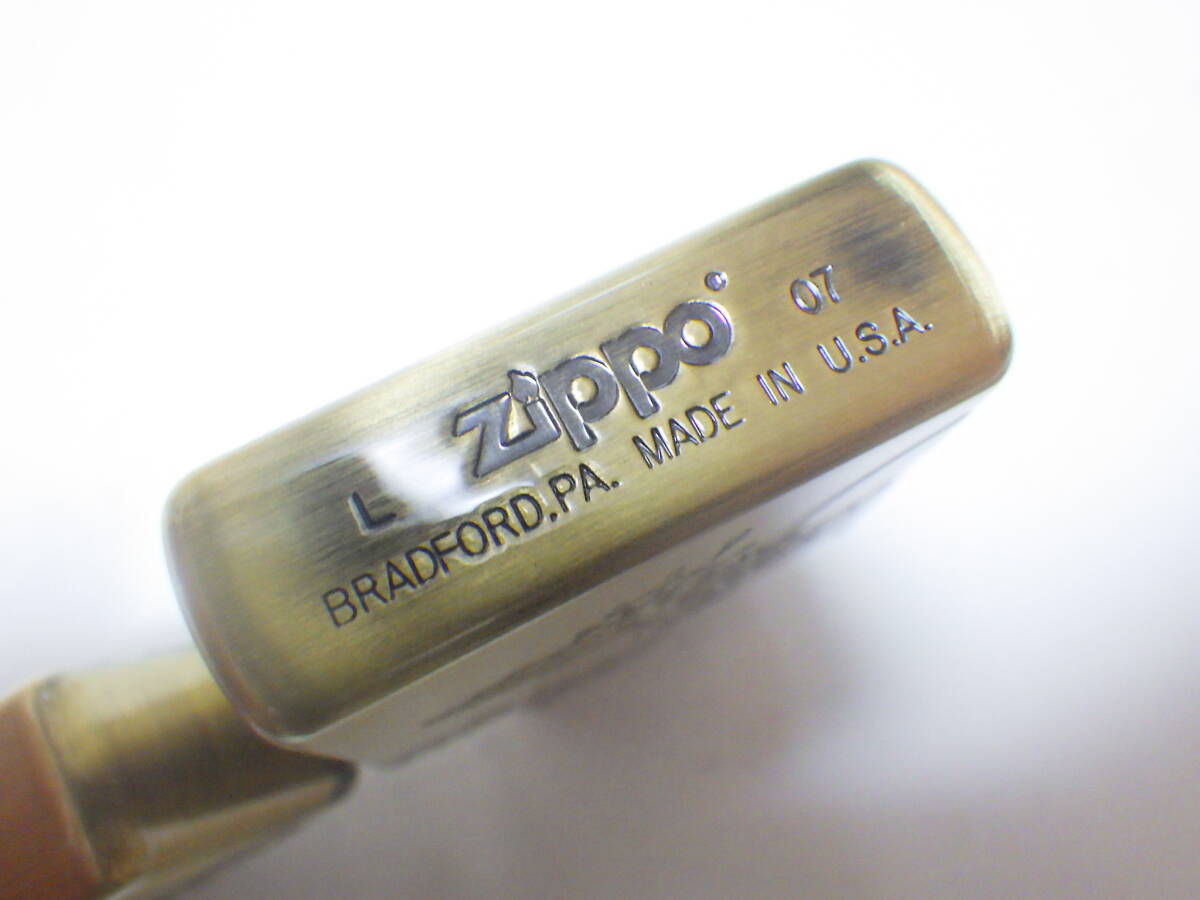 L Zippo ® 07
BRADFORD,PA. MADE IN U.S.A.